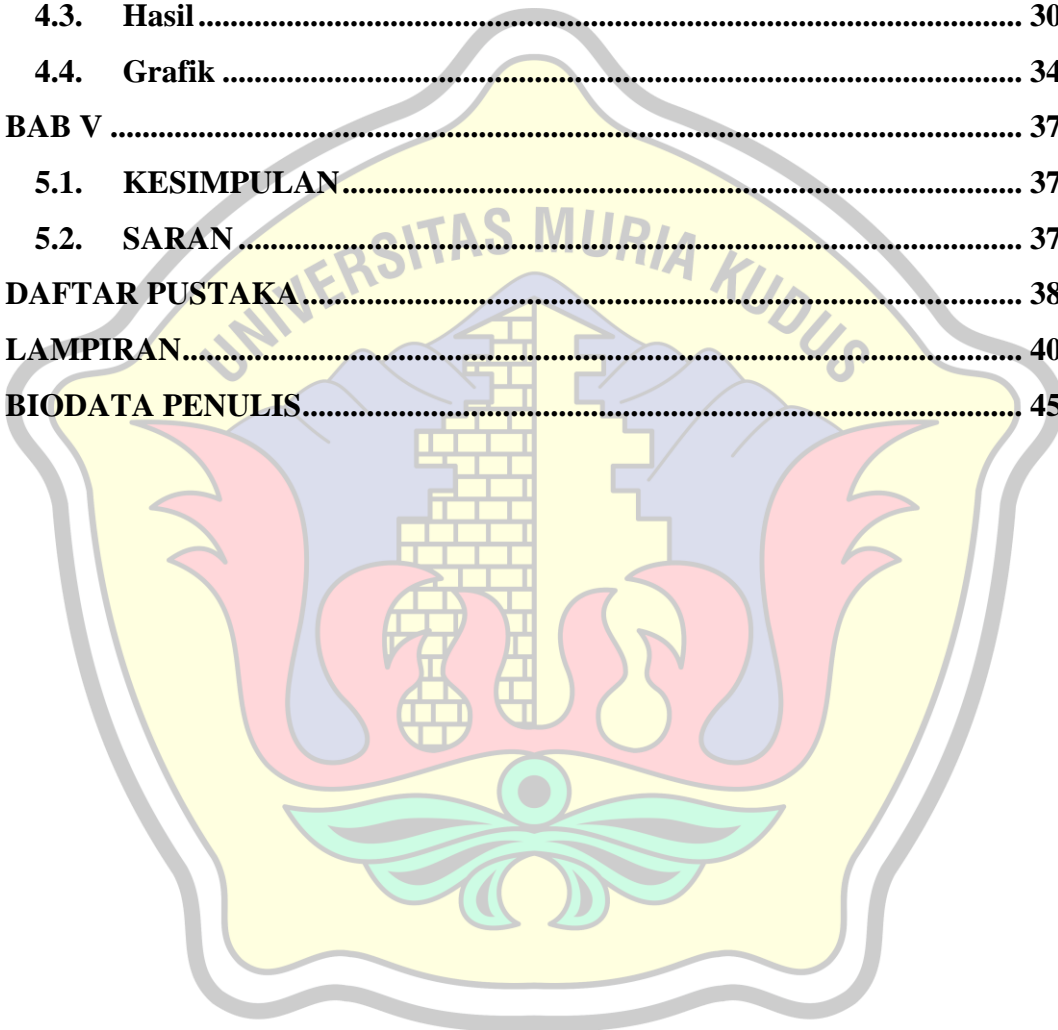 4.3. Hasil ........................................................................ 30
4.4. Grafik ........................................................................ 34
BAB V ........................................................................ 37
5.1. KESIMPULAN ........................................................................ 37
5.2. SARAN ........................................................................ 37
UNIVERSITAS MURIA KUDUS
DAFTAR PUSTAKA ........................................................................ 38
LAMPIRAN ........................................................................ 40
BIODATA PENULIS ........................................................................ 45